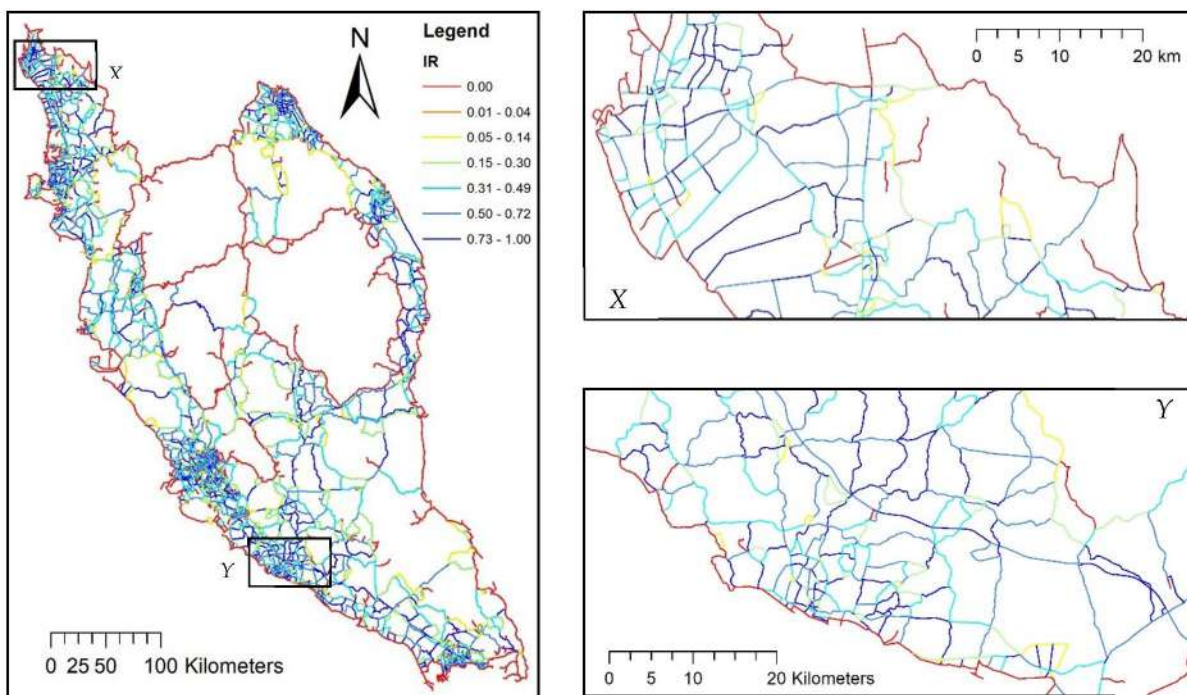 N
Legend
IR
0.00
0.01 - 0.04
0.05 - 0.14
0.15 - 0.30
0.31 - 0.49
0.50 - 0.72
0.73 - 1.00
X
Y
0 25 50 100 Kilometers
0 5 10 20 km
X
Y
0 5 10 20 Kilometers